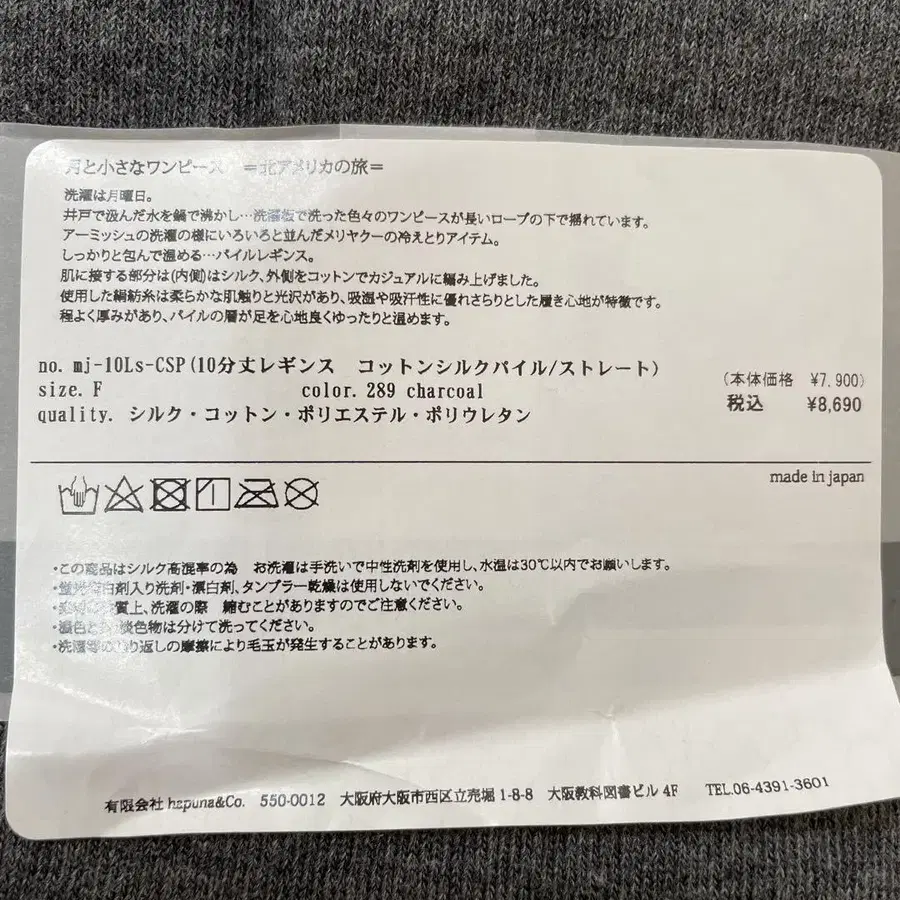 月と小さなワンピース =北アメリカの旅=
洗濯は月曜日。
井戸で汲んだ水を鍋で沸かし…洗濯板で洗った色々のワンピースが長いロープの下で揺れています。
アーミッシュの洗濯の様にいろいろと並んだメリヤクーの冷えとりアイテム。
しっかりと包んで温める…パイルレギンス。
肌に接する部分は(内側)はシルク、外側をコットンでカジュアルに編み上げました。
使用した絹紡糸は柔らかな肌触りと光沢があり、吸湿や吸汗性に優れさらりとした履き心地が特徴です。
程よく厚みがあり、パイルの層が足を心地良くゆったりと温めます。
no. mj-10Ls-CSP(10分丈レギンス コットンシルクパイル/ストレート)
size. F color. 289 charcoal
(本体価格 ¥7,900)
quality. シルク・コットン・ポリエステル・ポリウレタン
税込 ¥8,690
made in japan
・この商品はシルク高混率の為 お洗濯は手洗いで中性洗剤を使用し、水温は30℃以内でお願いします。
・蛍光増白剤入り洗剤・漂白剤、タンブラー乾燥は使用しないでください。
質上、洗濯の際 縮むことがありますのでご注意ください。
淡色物は分けて洗ってください。
・洗濯等の繰り返しの摩擦により毛玉が発生することがあります。
有限会社 hapuna&Co. 550-0012 大阪府大阪市西区立売堀 1-8-8 大阪教科図書ビル 4F TEL.06-4391-3601